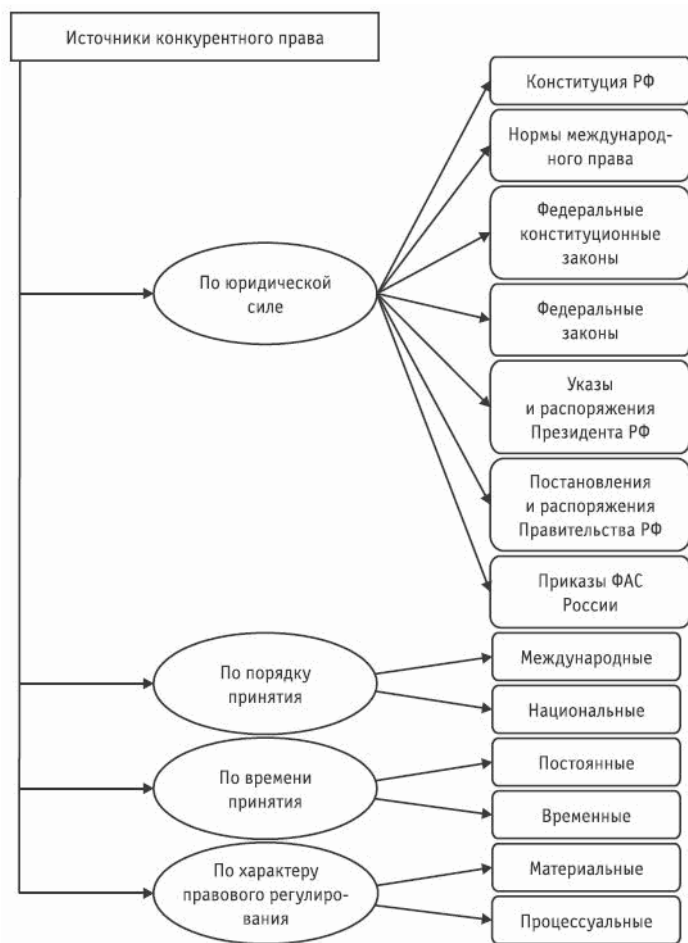 Источники конкурентного права
Конституция РФ
Нормы международ-
ного права
Федеральные
конституционные
законы
По юридической
силе
Федеральные
законы
Указы
и распоряжения
Президента РФ
Постановления
и распоряжения
Правительства РФ
Приказы ФАС
России
По порядку
принятия
Международные
Национальные
По времени
принятия
Постоянные
Временные
По характеру
правового регулиро-
вания
Материальные
Процессуальные